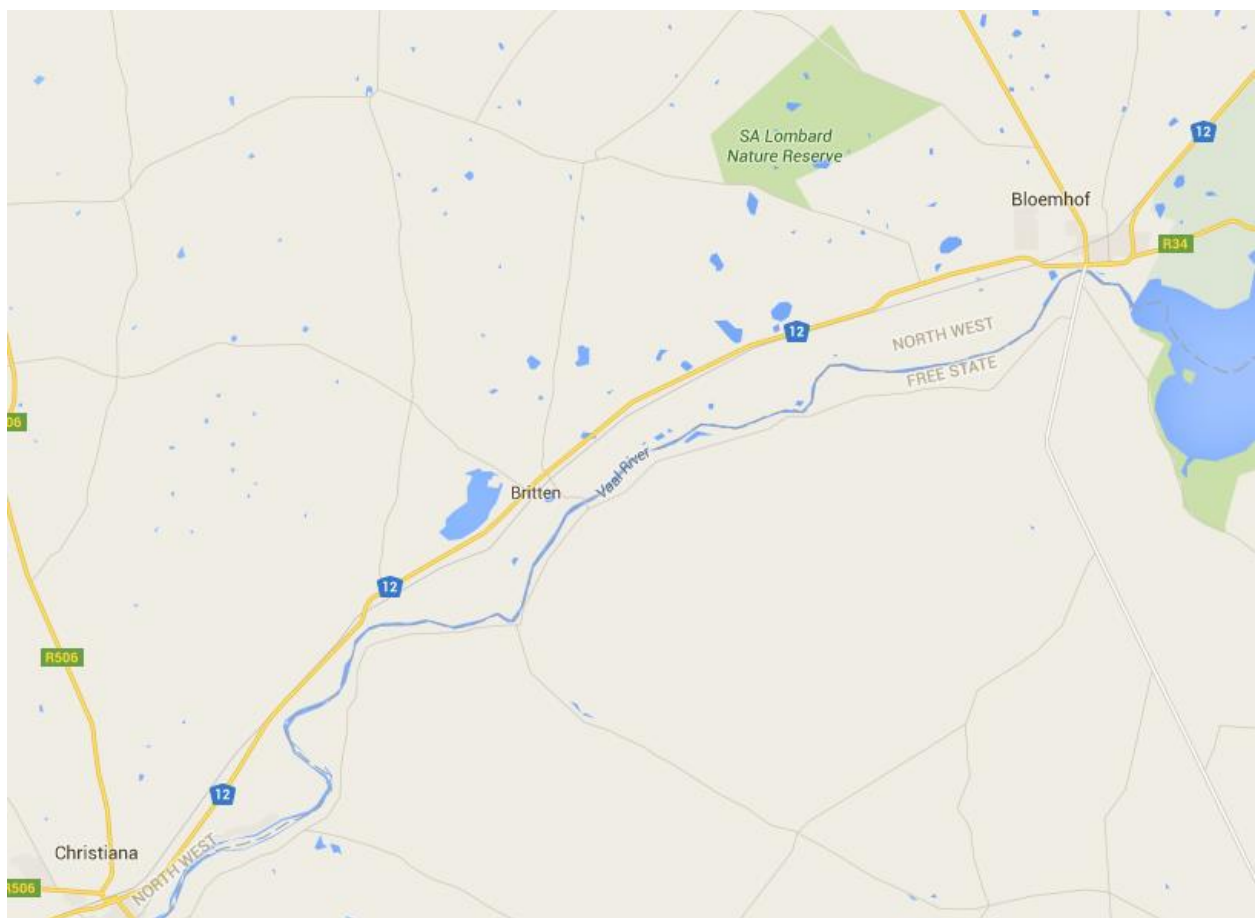 SA Lombard
Nature Reserve
12
Bloemhof
R34
12
NORTH WEST
FREE STATE
06
Vaal River
Britten
12
R506
12
Christiana
NORTH WEST
R506